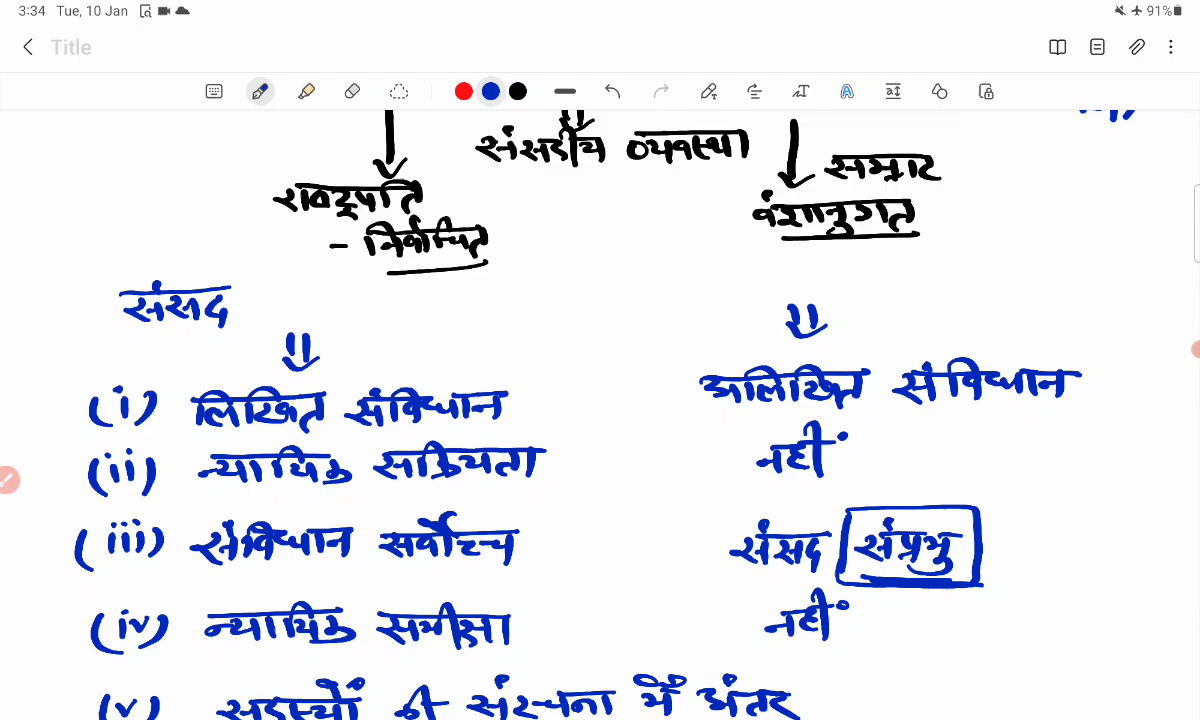 3:34 Tue, 10 Jan 91%
Title
संसदीय व्यवस्था
सम्राट
राष्ट्रपति
वंशानुगत
- निर्वाचित
संसद
(i) लिखित संविधान अलिखित संविधान
(ii) न्यायिक सक्रियता नहीं
(iii) संविधान सर्वोच्च संसद संप्रभु
(iv) न्यायिक समीक्षा नहीं
(v) सदस्यों की संरचना में अंतर